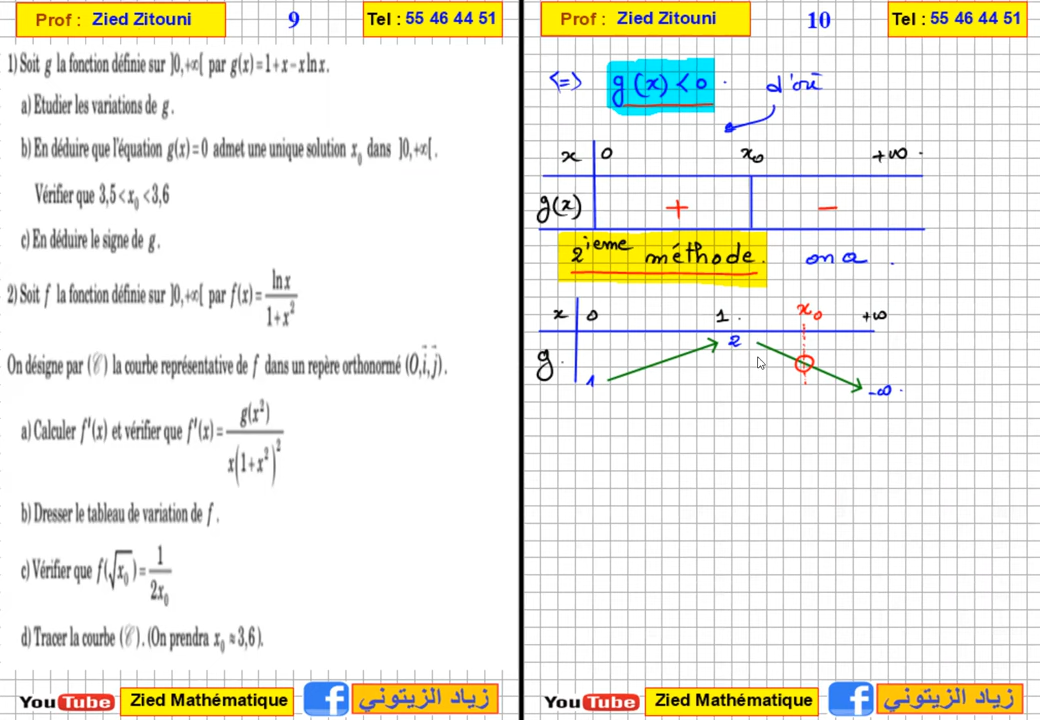 Prof : Zied Zitouni
9
Tel : 55 46 44 51
1) Soit g la fonction définie sur ]0,+∞[ par g(x)=1+x−x ln x.
a) Etudier les variations de g.
b) En déduire que l'équation g(x)=0 admet une unique solution x₀ dans ]0,+∞[.
Vérifier que 3,5<x₀<3,6
c) En déduire le signe de g.
2) Soit f la fonction définie sur ]0,+∞[ par f(x)= ln x / (1+x²)
On désigne par (𝒞) la courbe représentative de f dans un repère orthonormé (O,i⃗,j⃗).
a) Calculer f'(x) et vérifier que f'(x)= g(x²) / x(1+x²)²
b) Dresser le tableau de variation de f.
c) Vérifier que f(√x₀)= 1 / 2x₀
d) Tracer la courbe (𝒞). (On prendra x₀ ≈ 3,6).
You Tube Zied Mathématique f زياد الزيتوني
Prof : Zied Zitouni
10
Tel : 55 46 44 51
<=> g(x) < 0 . d'où
x 0 x₀ +∞
g(x) + −
2ieme méthode. on a .
x 0 1 x₀ +∞
g 1 2 -∞
You Tube Zied Mathématique f زياد الزيتوني